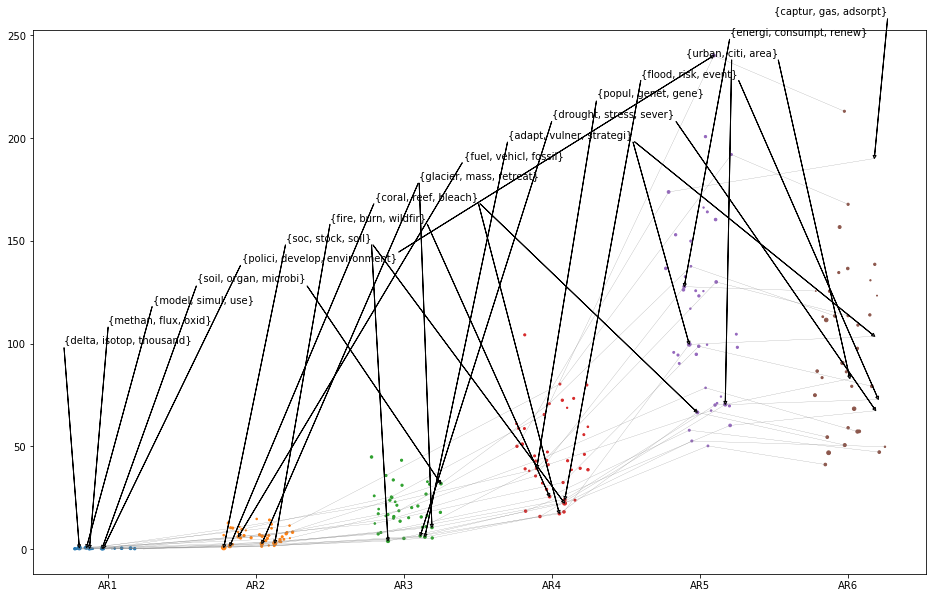 {captur, gas, adsorpt}
{energi, consumpt, renew}
{urban, citi, area}
{flood, risk, event}
{popul, genet, gene}
{drought, stress, sever}
{adapt, vulner, strategi}
{fuel, vehicl, fossil}
{glacier, mass, retreat}
{coral, reef, bleach}
{fire, burn, wildfir}
{soc, stock, soil}
{polici, develop, environment}
{soil, organ, microbi}
{model, simul, use}
{methan, flux, oxid}
{delta, isotop, thousand}
250
200
150
100
50
0
AR1 AR2 AR3 AR4 AR5 AR6